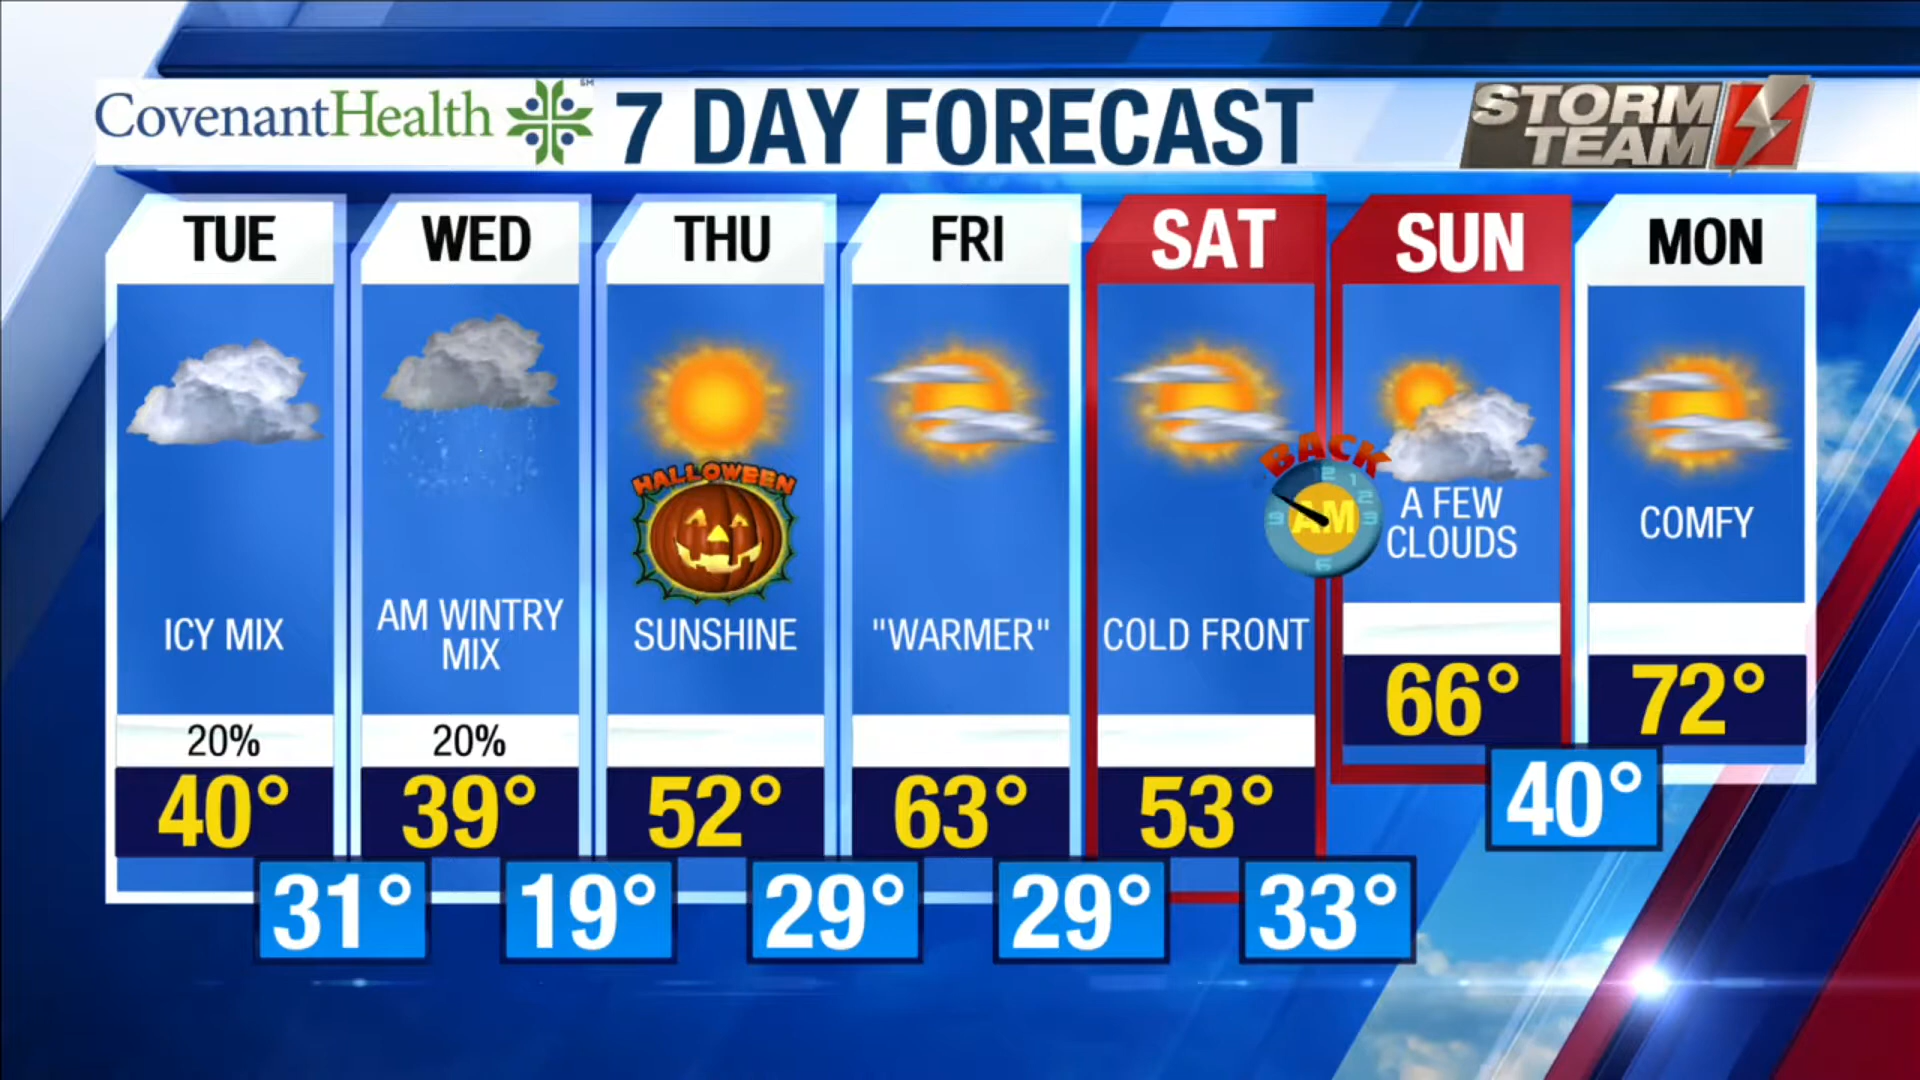 CovenantHealth SM 7 DAY FORECAST
STORM
TEAM
TUE
ICY MIX
20%
40°
31°
WED
AM WINTRY
MIX
20%
39°
19°
THU
HALLOWEEN
SUNSHINE
52°
29°
FRI
"WARMER"
63°
29°
SAT
COLD FRONT
53°
33°
BACK
AM
SUN
A FEW
CLOUDS
66°
40°
MON
COMFY
72°